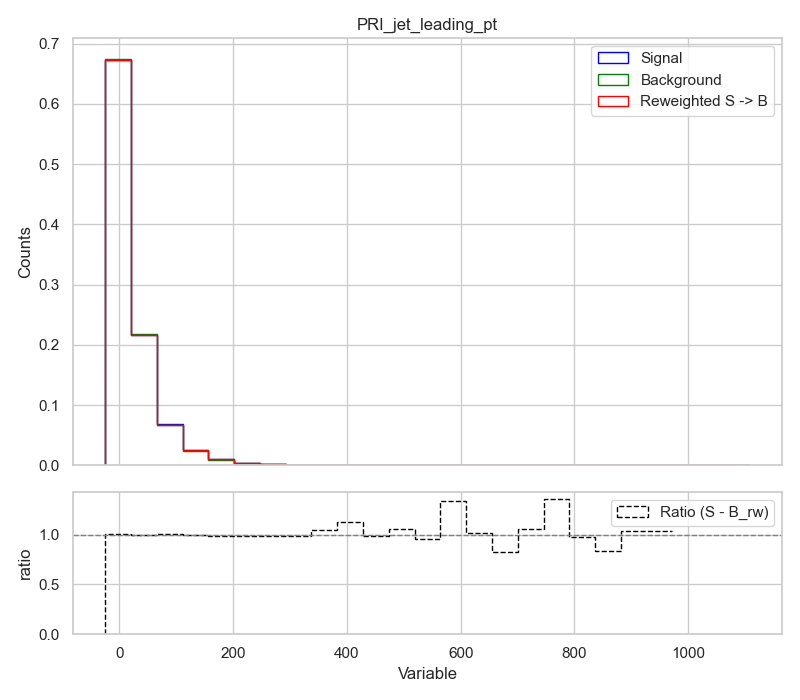 PRI_jet_leading_pt
0.7
0.6
0.5
0.4
0.3
0.2
0.1
0.0
Counts
Signal
Background
Reweighted S -> B
1.0
0.5
0.0
ratio
Ratio (S - B_rw)
0 200 400 600 800 1000
Variable